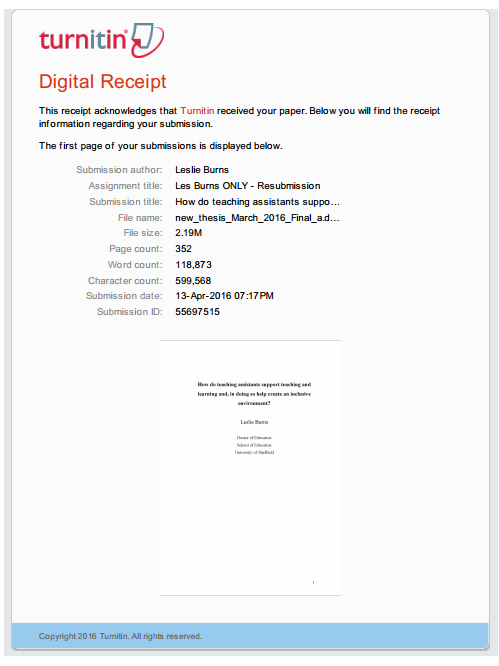 turnitin
Digital Receipt
This receipt acknowledges that Turnitin received your paper. Below you will find the receipt
information regarding your submission.
The first page of your submissions is displayed below.
Submission author: Leslie Burns
Assignment title: Les Burns ONLY - Resubmission
Submission title: How do teaching assistants suppo...
File name: new_thesis_March_2016_Final_a.d...
File size: 2.19M
Page count: 352
Word count: 118,873
Character count: 599,568
Submission date: 13-Apr-2016 07:17PM
Submission ID: 55697515
How do teaching assistants support teaching and
learning and, in doing so help create an inclusive
environment?
Leslie Burns
Doctor of Education
School of Education
University of Sheffield
1
Copyright 2016 Turnitin. All rights reserved.